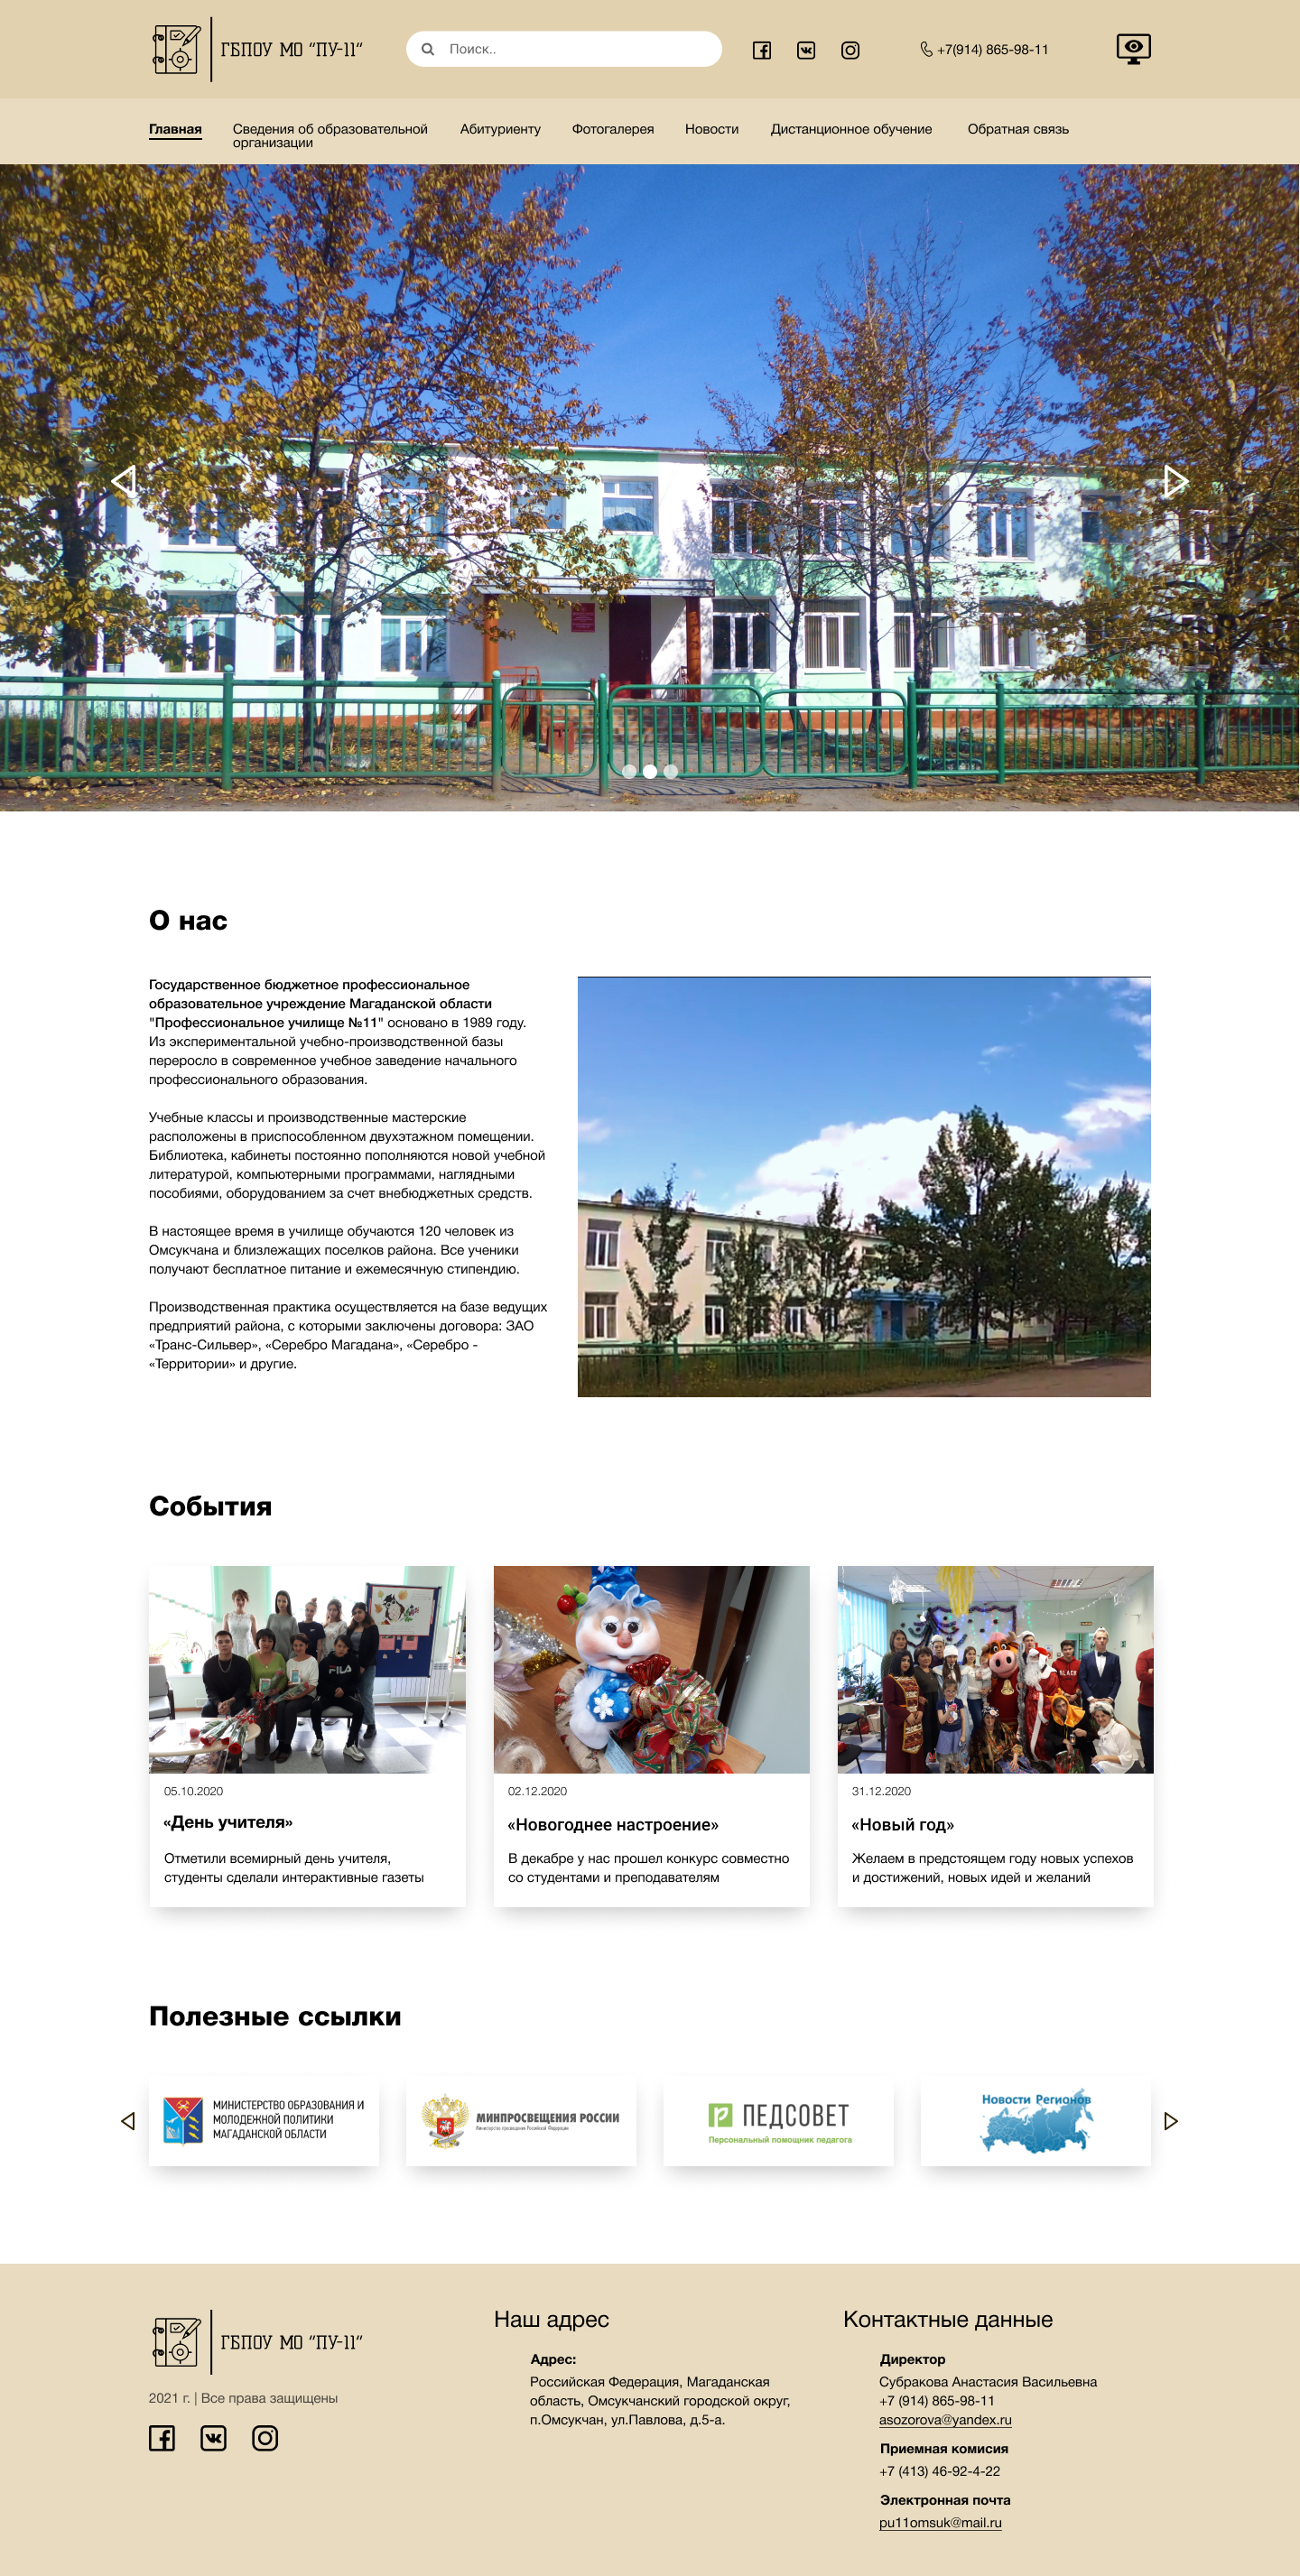 ГБПОУ МО “ПУ-11”
Поиск..
+7(914) 865-98-11
Главная
Сведения об образовательной
организации
Абитуриенту
Фотогалерея
Новости
Дистанционное обучение
Обратная связь
О нас
Государственное бюджетное профессиональное
образовательное учреждение Магаданской области
"Профессиональное училище №11" основано в 1989 году.
Из экспериментальной учебно-производственной базы
переросло в современное учебное заведение начального
профессионального образования.
Учебные классы и производственные мастерские
расположены в приспособленном двухэтажном помещении.
Библиотека, кабинеты постоянно пополняются новой учебной
литературой, компьютерными программами, наглядными
пособиями, оборудованием за счет внебюджетных средств.
В настоящее время в училище обучаются 120 человек из
Омсукчана и близлежащих поселков района. Все ученики
получают бесплатное питание и ежемесячную стипендию.
Производственная практика осуществляется на базе ведущих
предприятий района, с которыми заключены договора: ЗАО
«Транс-Сильвер», «Серебро Магадана», «Серебро -
«Территории» и другие.
События
FILA
BLACK
05.10.2020
«День учителя»
Отметили всемирный день учителя,
студенты сделали интерактивные газеты
02.12.2020
«Новогоднее настроение»
В декабре у нас прошел конкурс совместно
со студентами и преподавателям
31.12.2020
«Новый год»
Желаем в предстоящем году новых успехов
и достижений, новых идей и желаний
Полезные ссылки
МИНИСТЕРСТВО ОБРАЗОВАНИЯ И
МОЛОДЕЖНОЙ ПОЛИТИКИ
МАГАДАНСКОЙ ОБЛАСТИ
МИНПРОСВЕЩЕНИЯ РОССИИ
Министерство просвещения Российской Федерации
ПЕДСОВЕТ
Персональный помощник педагога
Новости Регионов
ГБПОУ МО “ПУ-11”
2021 г. | Все права защищены
Наш адрес
Адрес:
Российская Федерация, Магаданская
область, Омсукчанский городской округ,
п.Омсукчан, ул.Павлова, д.5-а.
Контактные данные
Директор
Субракова Анастасия Васильевна
+7 (914) 865-98-11
asozorova@yandex.ru
Приемная комисия
+7 (413) 46-92-4-22
Электронная почта
pu11omsuk@mail.ru